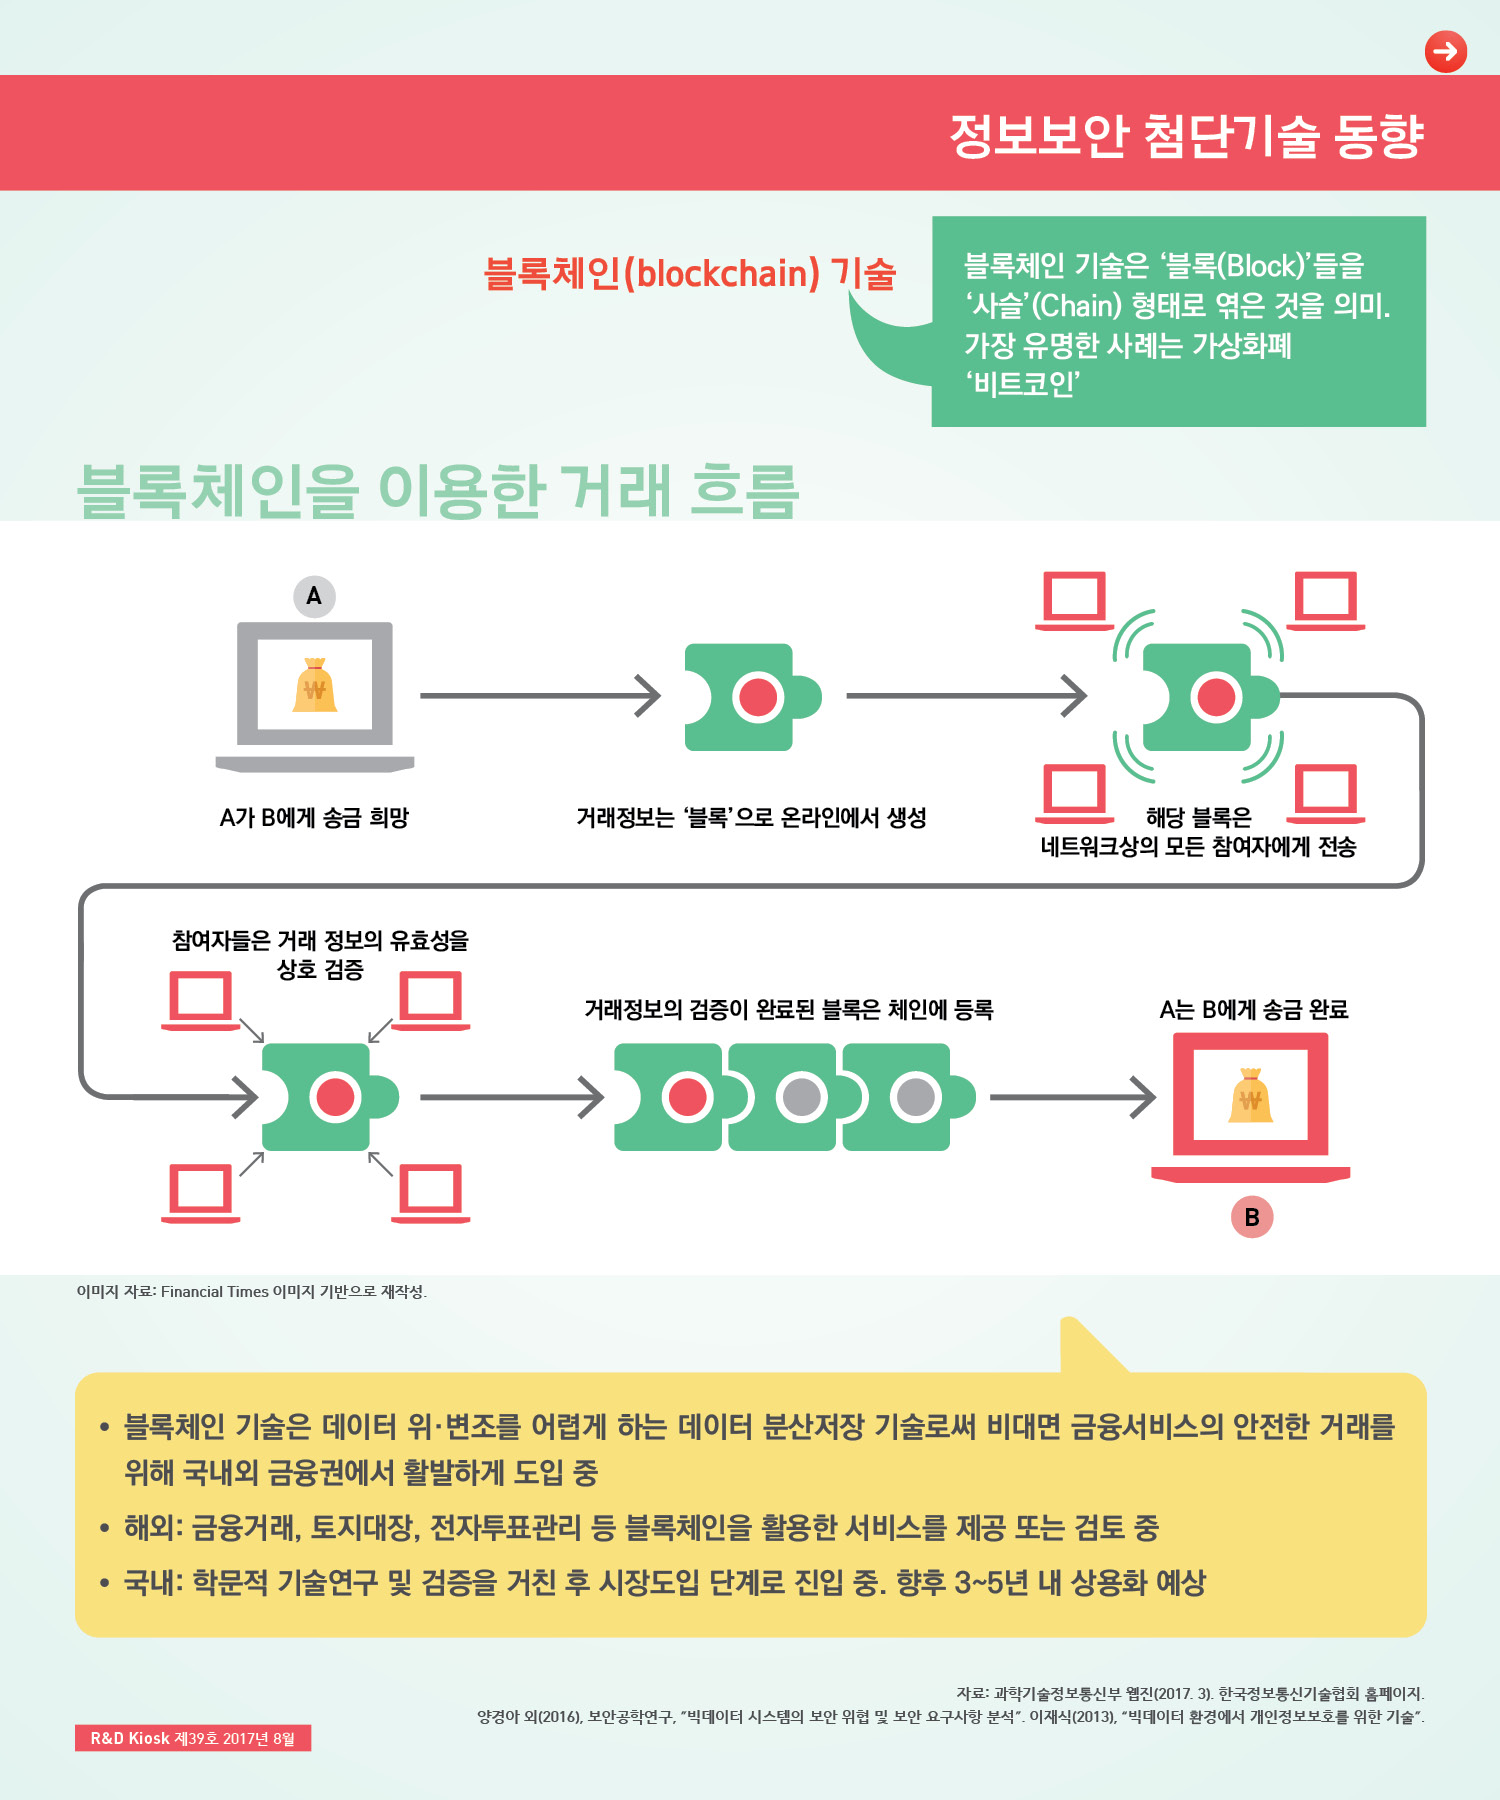 정보보안 첨단기술 동향
블록체인(blockchain) 기술
블록체인 기술은 ‘블록(Block)’들을
‘사슬’(Chain) 형태로 엮은 것을 의미.
가장 유명한 사례는 가상화폐
‘비트코인’
블록체인을 이용한 거래 흐름
A
₩
A가 B에게 송금 희망
거래정보는 ‘블록’으로 온라인에서 생성
해당 블록은
네트워크상의 모든 참여자에게 전송
참여자들은 거래 정보의 유효성을
상호 검증
거래정보의 검증이 완료된 블록은 체인에 등록
A는 B에게 송금 완료
₩
B
이미지 자료: Financial Times 이미지 기반으로 재작성.
• 블록체인 기술은 데이터 위·변조를 어렵게 하는 데이터 분산저장 기술로써 비대면 금융서비스의 안전한 거래를
위해 국내외 금융권에서 활발하게 도입 중
• 해외: 금융거래, 토지대장, 전자투표관리 등 블록체인을 활용한 서비스를 제공 또는 검토 중
• 국내: 학문적 기술연구 및 검증을 거친 후 시장도입 단계로 진입 중. 향후 3~5년 내 상용화 예상
자료: 과학기술정보통신부 웹진(2017. 3). 한국정보통신기술협회 홈페이지.
양경아 외(2016), 보안공학연구, “빅데이터 시스템의 보안 위협 및 보안 요구사항 분석”. 이재식(2013), “빅데이터 환경에서 개인정보보호를 위한 기술”.
R&D Kiosk 제39호 2017년 8월